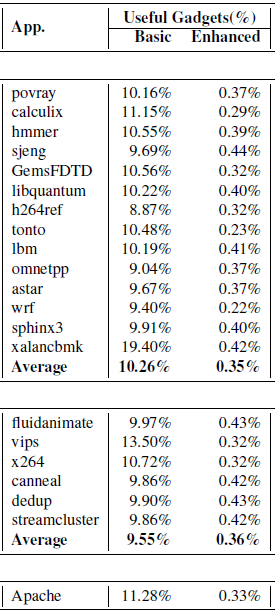 App. Useful Gadgets(%)
Basic Enhanced
povray 10.16% 0.37%
calculix 11.15% 0.29%
hmmer 10.55% 0.39%
sjeng 9.69% 0.44%
GemsFDTD 10.56% 0.32%
libquantum 10.22% 0.40%
h264ref 8.87% 0.32%
tonto 10.48% 0.23%
lbm 10.19% 0.41%
omnetpp 9.04% 0.37%
astar 9.67% 0.37%
wrf 9.40% 0.22%
sphinx3 9.91% 0.40%
xalancbmk 19.40% 0.42%
Average 10.26% 0.35%
fluidanimate 9.97% 0.43%
vips 13.50% 0.32%
x264 10.72% 0.32%
canneal 9.86% 0.42%
dedup 9.90% 0.43%
streamcluster 9.86% 0.42%
Average 9.55% 0.36%
Apache 11.28% 0.33%